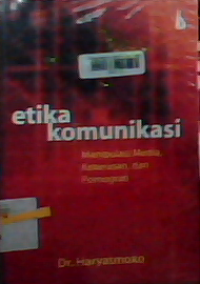 etika
komunikasi
Manipulasi Media,
Kekerasan, dan
Pornografi
Dr. Haryatmoko